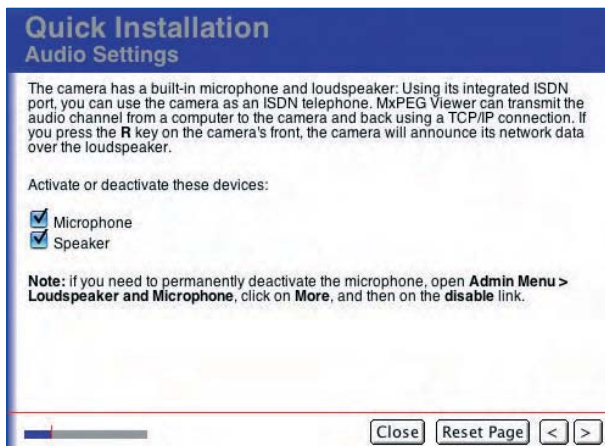 Quick Installation
Audio Settings
The camera has a built-in microphone and loudspeaker: Using its integrated ISDN
port, you can use the camera as an ISDN telephone. MxPEG Viewer can transmit the
audio channel from a computer to the camera and back using a TCP/IP connection. If
you press the R key on the camera's front, the camera will announce its network data
over the loudspeaker.
Activate or deactivate these devices:
Microphone
Speaker
Note: if you need to permanently deactivate the microphone, open Admin Menu >
Loudspeaker and Microphone, click on More, and then on the disable link.
Close Reset Page < >